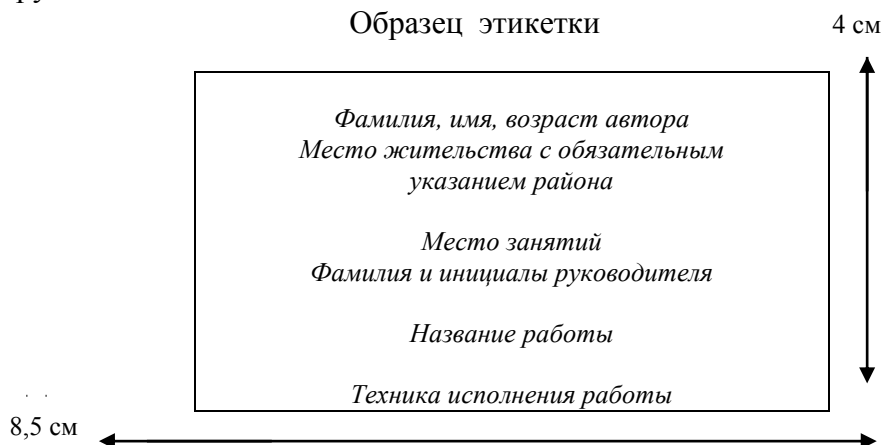 Образец этикетки
4 см
Фамилия, имя, возраст автора
Место жительства с обязательным
указанием района
Место занятий
Фамилия и инициалы руководителя
Название работы
Техника исполнения работы
8,5 см